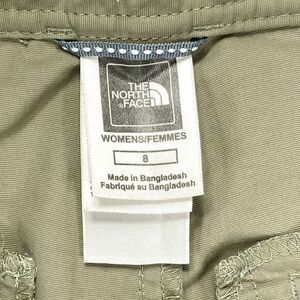 THE
NORTH
FACE
WOMENS/FEMMES
8
Made in Bangladesh
Fabriqué au Bangladesh